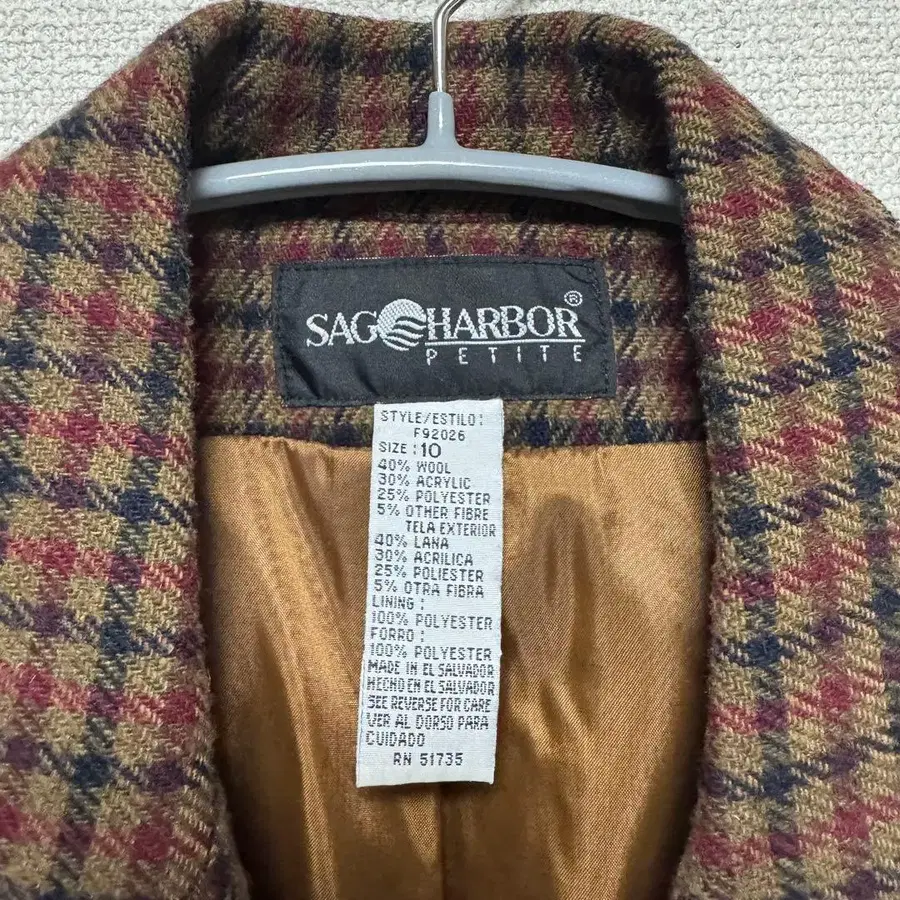 SAG HARBOR®
PETITE
STYLE/ESTILO:
F92026
SIZE: 10
40% WOOL
30% ACRYLIC
25% POLYESTER
5% OTHER FIBRE
TELA EXTERIOR
40% LANA
30% ACRILICA
25% POLIESTER
5% OTRA FIBRA
LINING:
100% POLYESTER
FORRO:
100% POLYESTER
MADE IN EL SALVADOR
HECHO EN EL SALVADOR
SEE REVERSE FOR CARE
VER AL DORSO PARA
CUIDADO
RN 51735